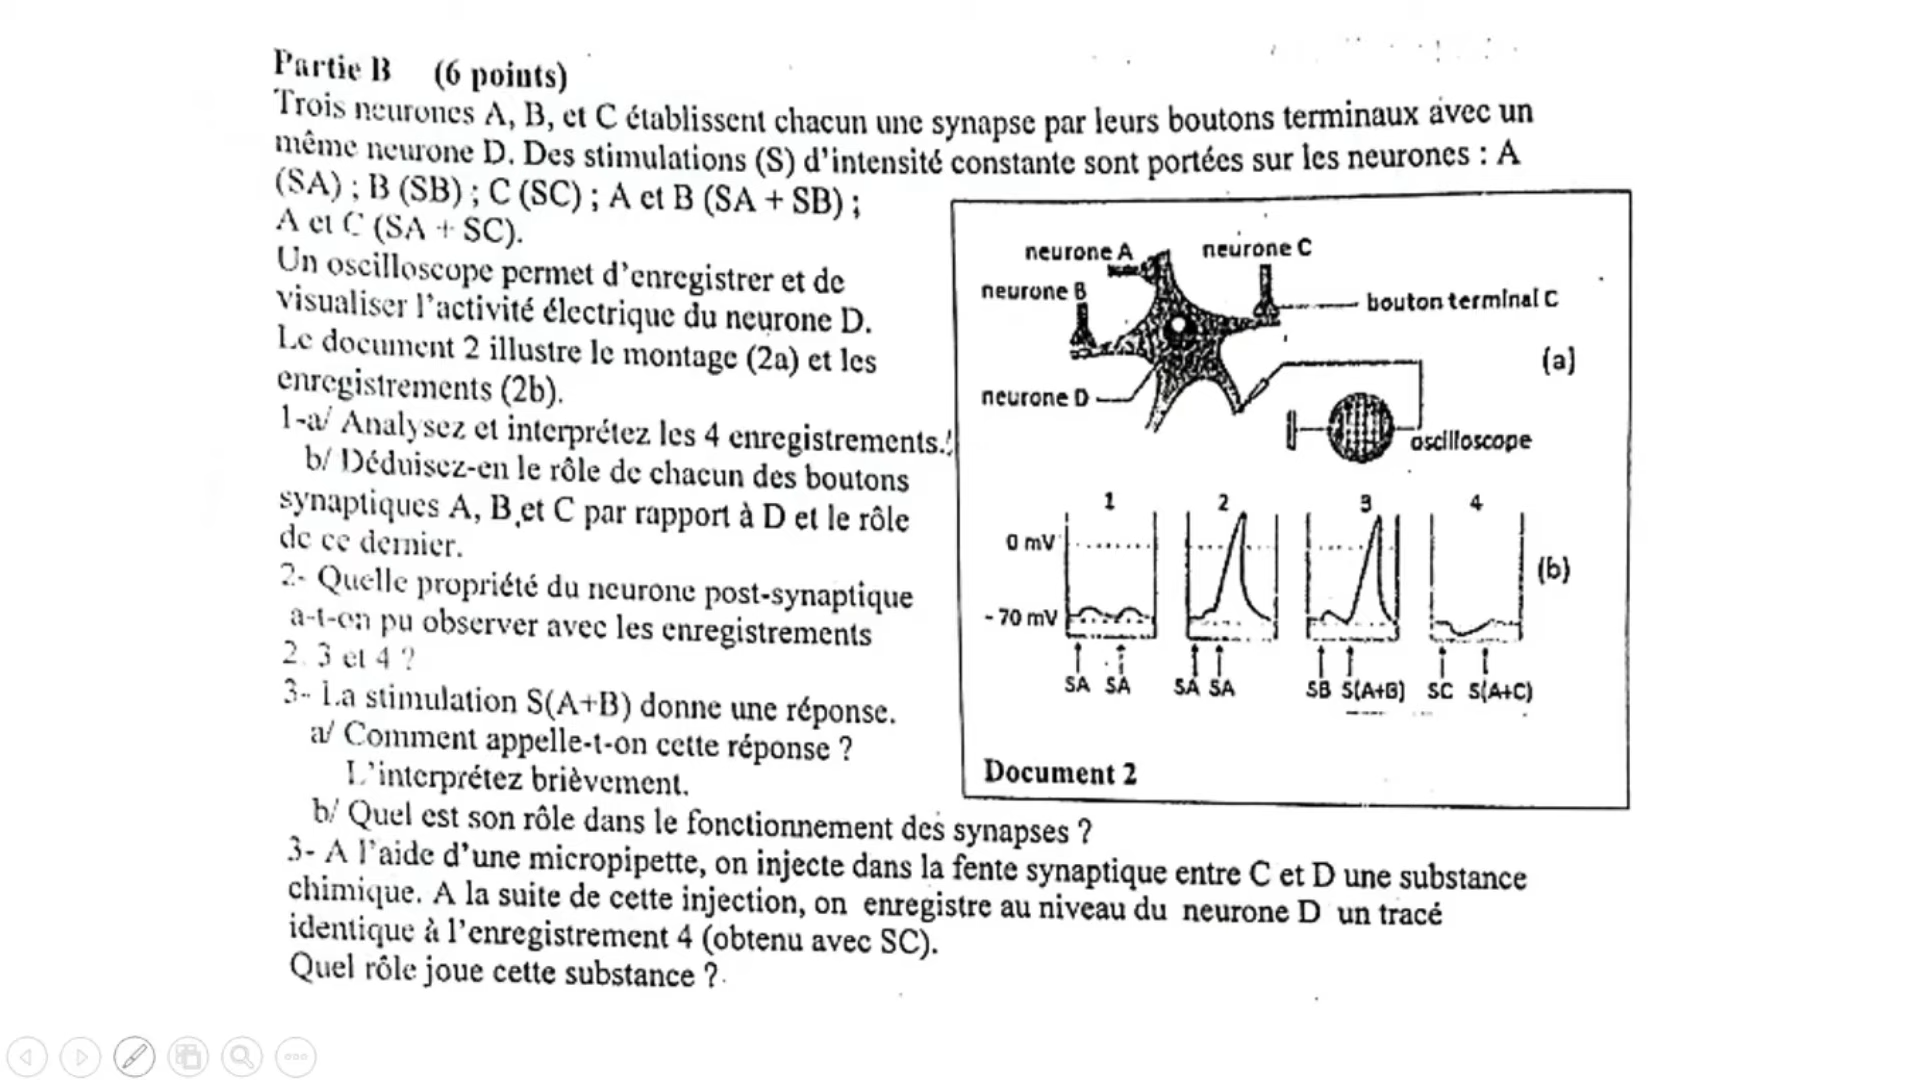 Partie B (6 points)
Trois neurones A, B, et C établissent chacun une synapse par leurs boutons terminaux avec un
même neurone D. Des stimulations (S) d'intensité constante sont portées sur les neurones : A
(SA) ; B (SB) ; C (SC) ; A et B (SA + SB) ;
A et C (SA + SC).
Un oscilloscope permet d'enregistrer et de
visualiser l'activité électrique du neurone D.
Le document 2 illustre le montage (2a) et les
enregistrements (2b).
1-a/ Analysez et interprétez les 4 enregistrements.
b/ Déduisez-en le rôle de chacun des boutons
synaptiques A, B et C par rapport à D et le rôle
de ce dernier.
2- Quelle propriété du neurone post-synaptique
a-t-on pu observer avec les enregistrements
2, 3 et 4 ?
3- La stimulation S(A+B) donne une réponse.
a/ Comment appelle-t-on cette réponse ?
L'interprétez brièvement.
b/ Quel est son rôle dans le fonctionnement des synapses ?
3- A l'aide d'une micropipette, on injecte dans la fente synaptique entre C et D une substance
chimique. A la suite de cette injection, on enregistre au niveau du neurone D un tracé
identique à l'enregistrement 4 (obtenu avec SC).
Quel rôle joue cette substance ?
neurone A neurone C
neurone B
bouton terminal C
(a)
neurone D
oscilloscope
1 2 3 4
0 mV
(b)
- 70 mV
SA SA SA SA SB S(A+B) SC S(A+C)
Document 2